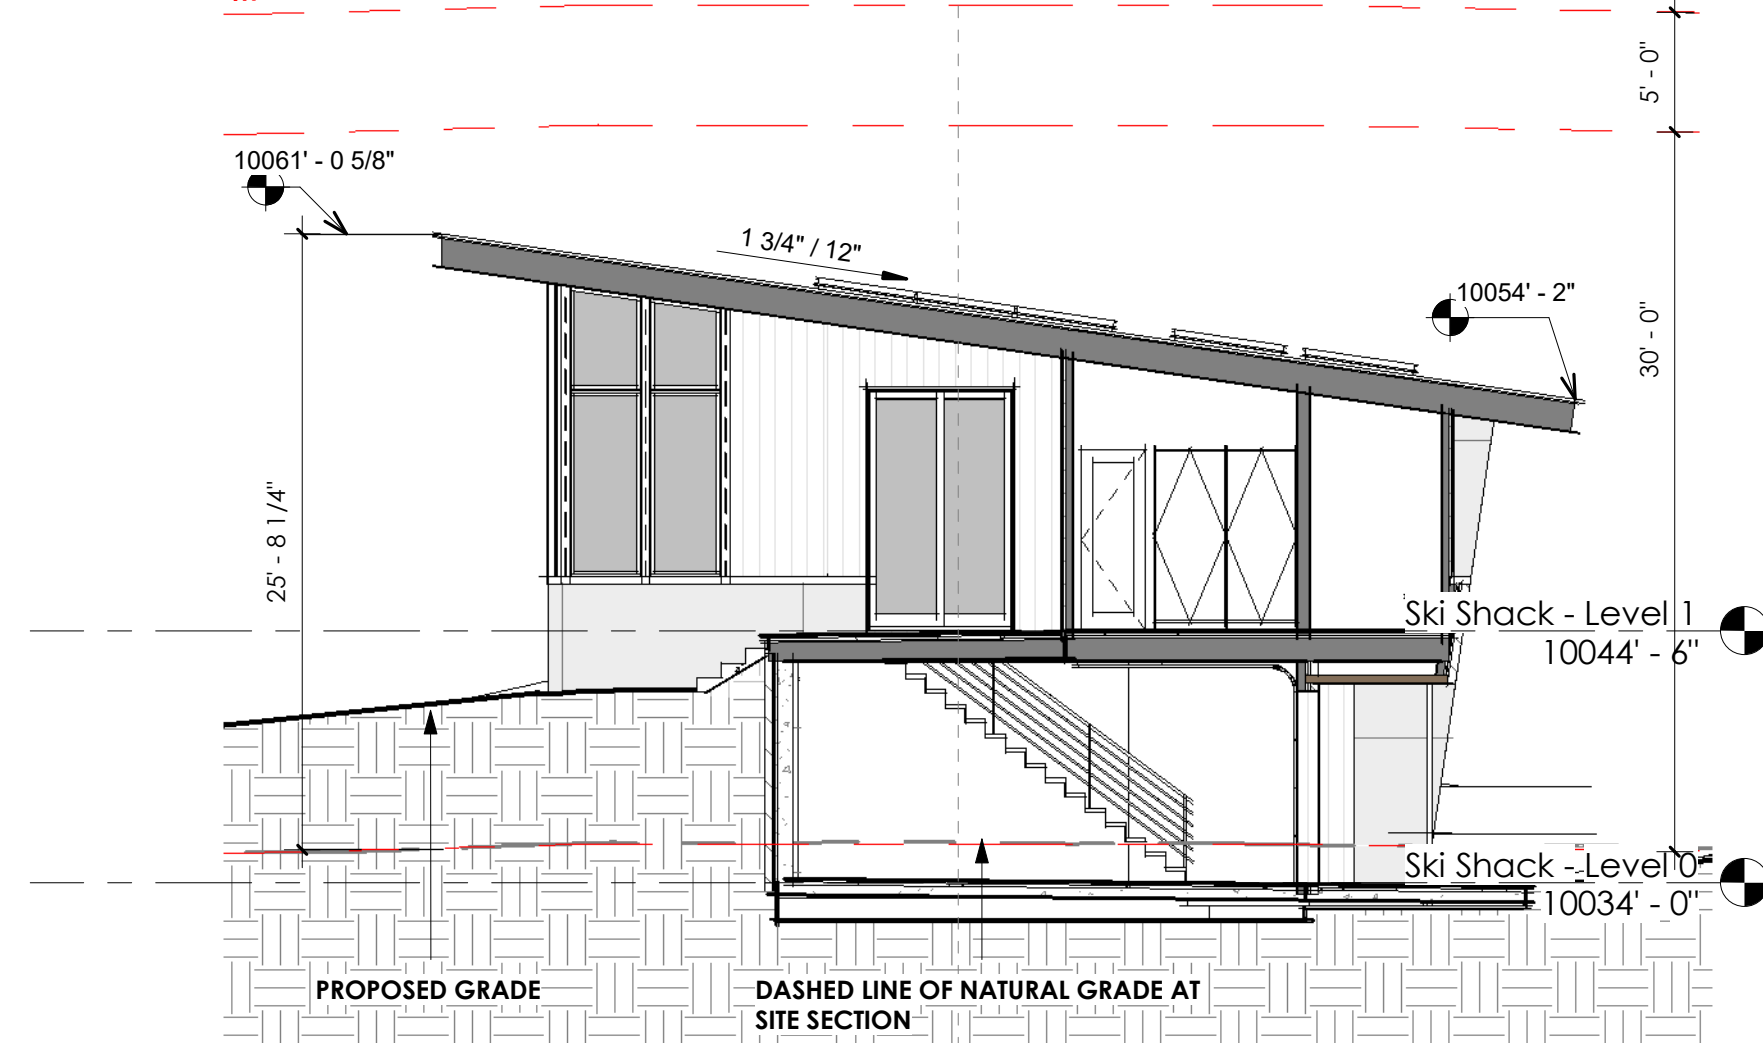 5' - 0"
10061' - 0 5/8"
1 3/4" / 12"
10054' - 2"
30' - 0"
25' - 8 1/4"
Ski Shack - Level 1
10044' - 6"
Ski Shack - Level 0
10034' - 0"
PROPOSED GRADE
DASHED LINE OF NATURAL GRADE AT
SITE SECTION